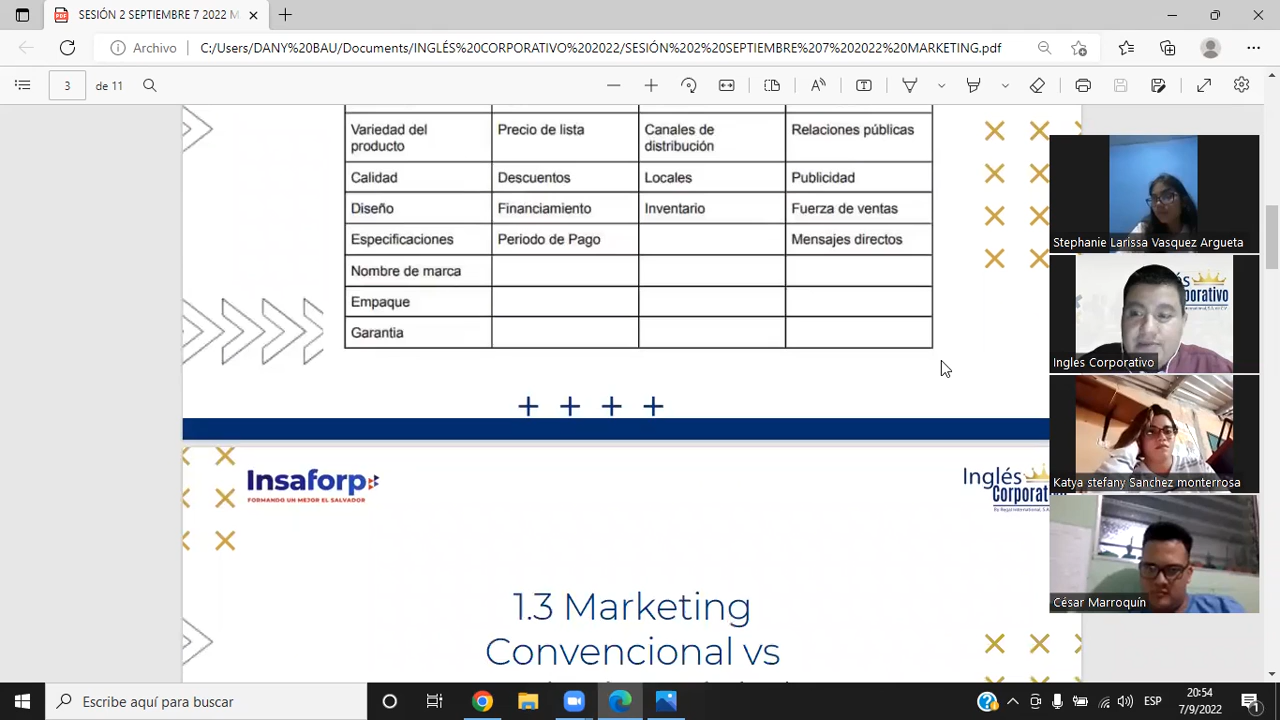 SESIÓN 2 SEPTIEMBRE 7 2022 M
Archivo
C:/Users/DANY%20BAU/Documents/INGLÉS%20CORPORATIVO%202022/SESIÓN%202%20SEPTIEMBRE%207%202022%20MARKETING.pdf
3 de 11
Variedad del producto Precio de lista Canales de distribución Relaciones públicas
Calidad Descuentos Locales Publicidad
Diseño Financiamiento Inventario Fuerza de ventas
Especificaciones Periodo de Pago Mensajes directos
Nombre de marca
Empaque
Garantia
Insaforp
FORMANDO UN MEJOR EL SALVADOR
Inglés
Corporativo
1.3 Marketing
Convencional vs
Stephanie Larissa Vasquez Argueta
Inglés Corporativo
Katya stefany Sanchez monterrosa
César Marroquín
Escribe aquí para buscar
ESP
20:54
7/9/2022
1